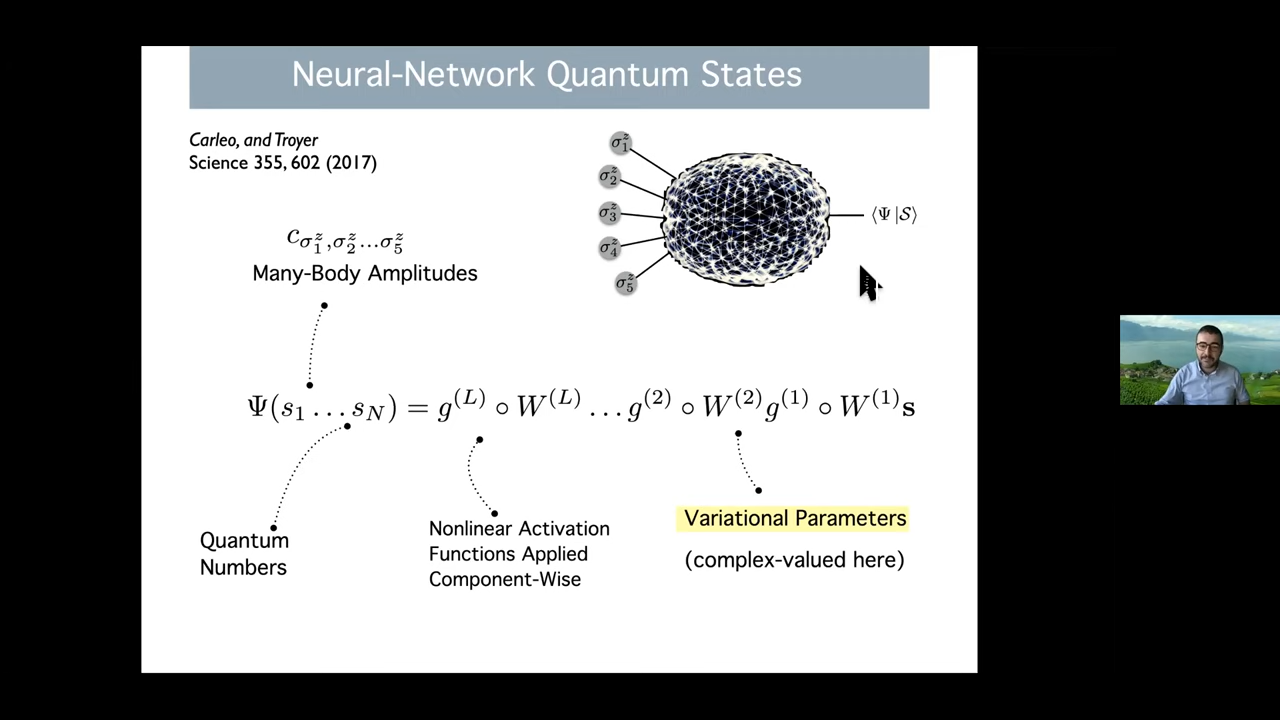 Neural-Network Quantum States
Carleo, and Troyer
Science 355, 602 (2017)
σ₁ᶻ
σ₂ᶻ
σ₃ᶻ
σ₄ᶻ
σ₅ᶻ
⟨Ψ|𝒮⟩
c_{σ₁ᶻ,σ₂ᶻ…σ₅ᶻ}
Many-Body Amplitudes
Ψ(s₁…s_N) = g^{(L)} ∘ W^{(L)} … g^{(2)} ∘ W^{(2)} g^{(1)} ∘ W^{(1)} 𝐬
Quantum
Numbers
Nonlinear Activation
Functions Applied
Component-Wise
Variational Parameters
(complex-valued here)